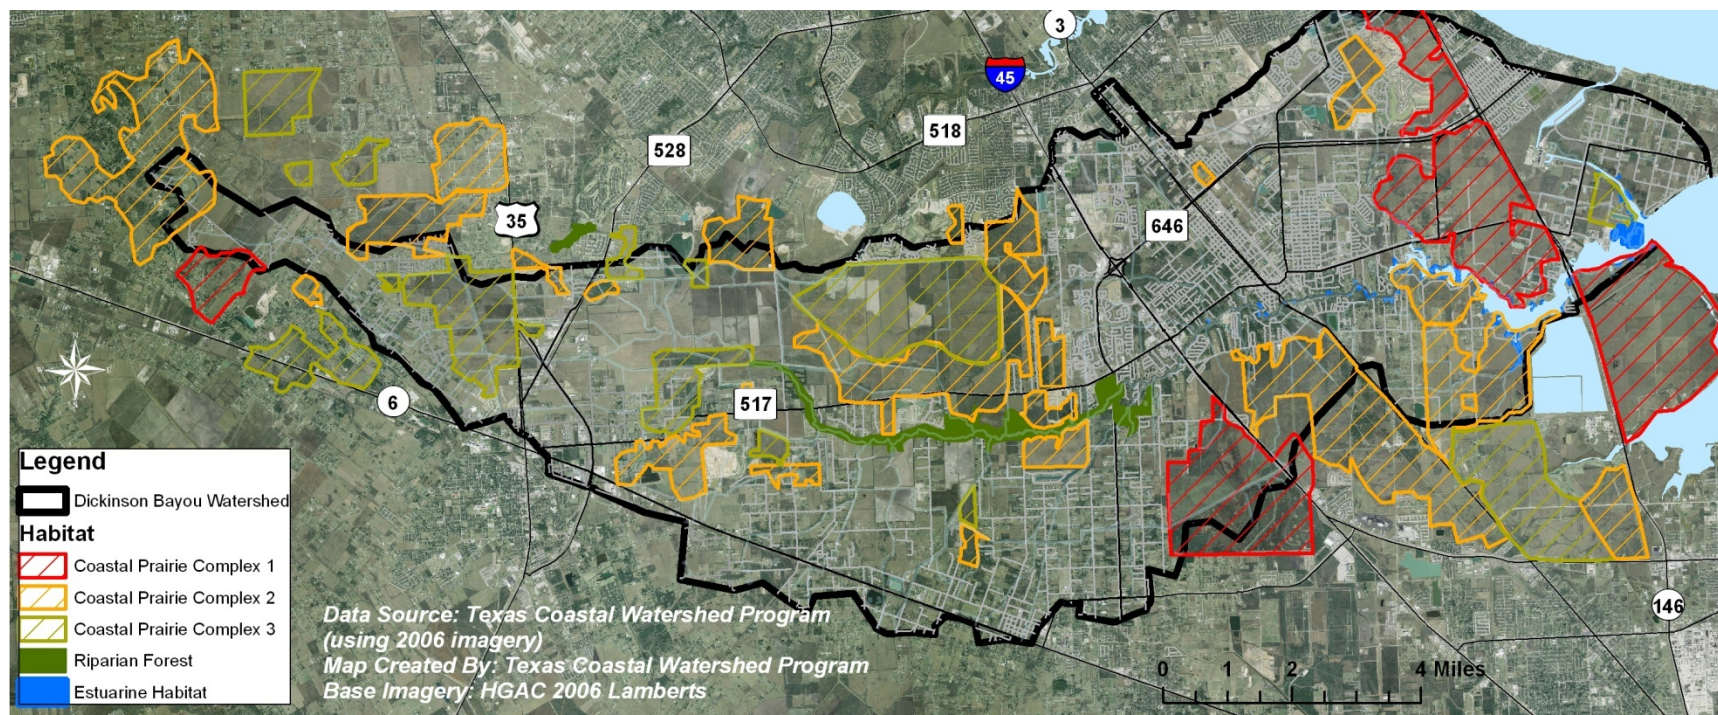 3
45
518
528
35
646
6
517
146
Legend
Dickinson Bayou Watershed
Habitat
Coastal Prairie Complex 1
Coastal Prairie Complex 2
Coastal Prairie Complex 3
Riparian Forest
Estuarine Habitat
Data Source: Texas Coastal Watershed Program
(using 2006 imagery)
Map Created By: Texas Coastal Watershed Program
Base Imagery: HGAC 2006 Lamberts
0 1 2 4 Miles